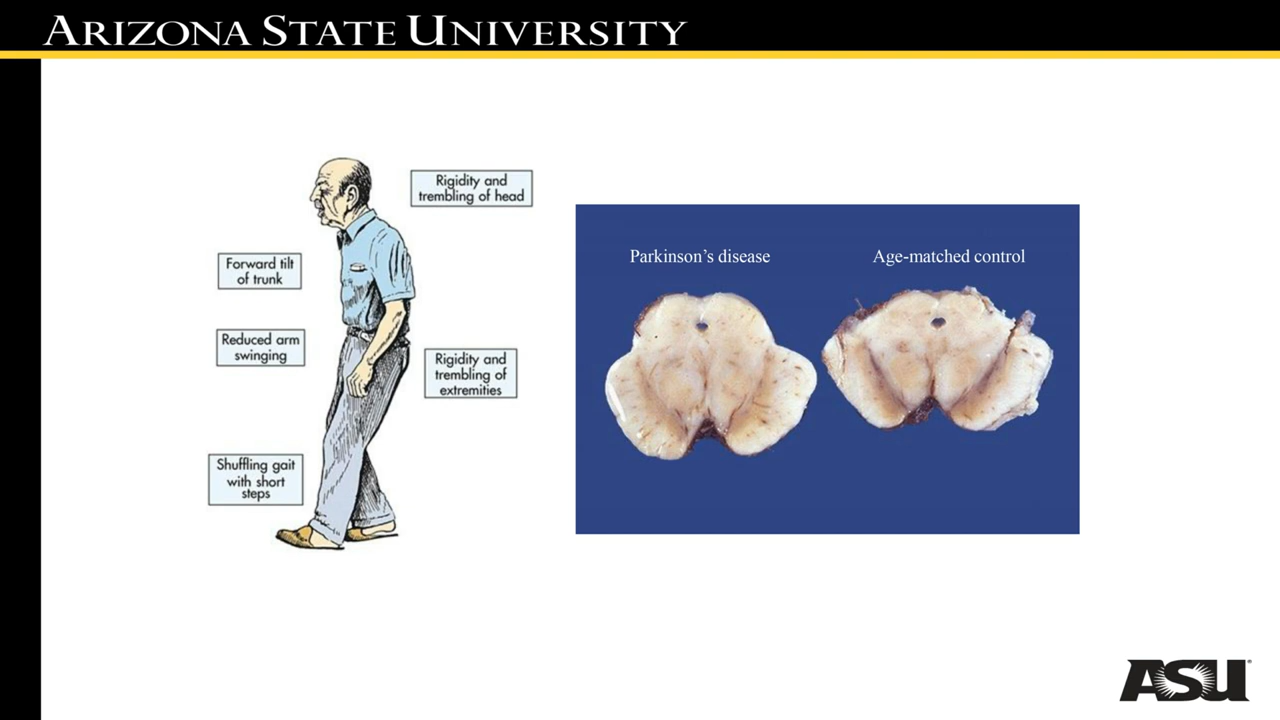 ARIZONA STATE UNIVERSITY
Rigidity and
trembling of head
Forward tilt
of trunk
Reduced arm
swinging
Rigidity and
trembling of
extremities
Shuffling gait
with short
steps
Parkinson's disease
Age-matched control
ASU